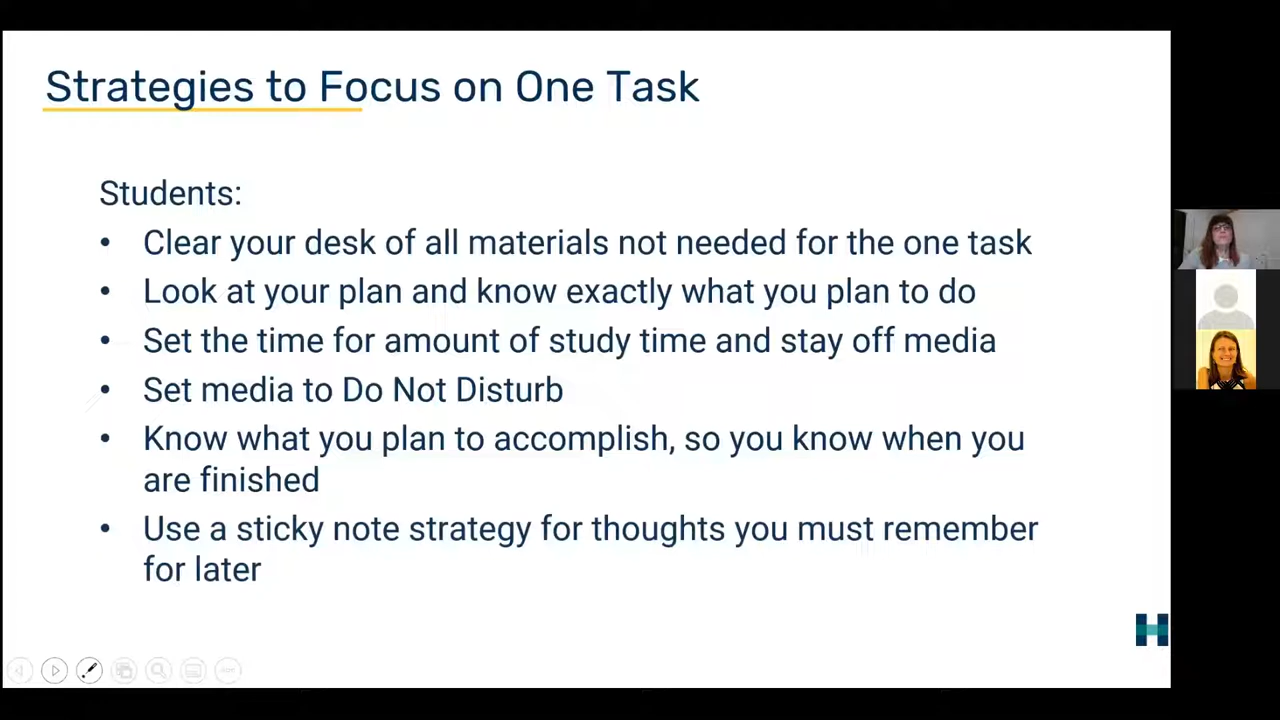 Strategies to Focus on One Task
Students:
• Clear your desk of all materials not needed for the one task
• Look at your plan and know exactly what you plan to do
• Set the time for amount of study time and stay off media
• Set media to Do Not Disturb
• Know what you plan to accomplish, so you know when you
are finished
• Use a sticky note strategy for thoughts you must remember
for later
H